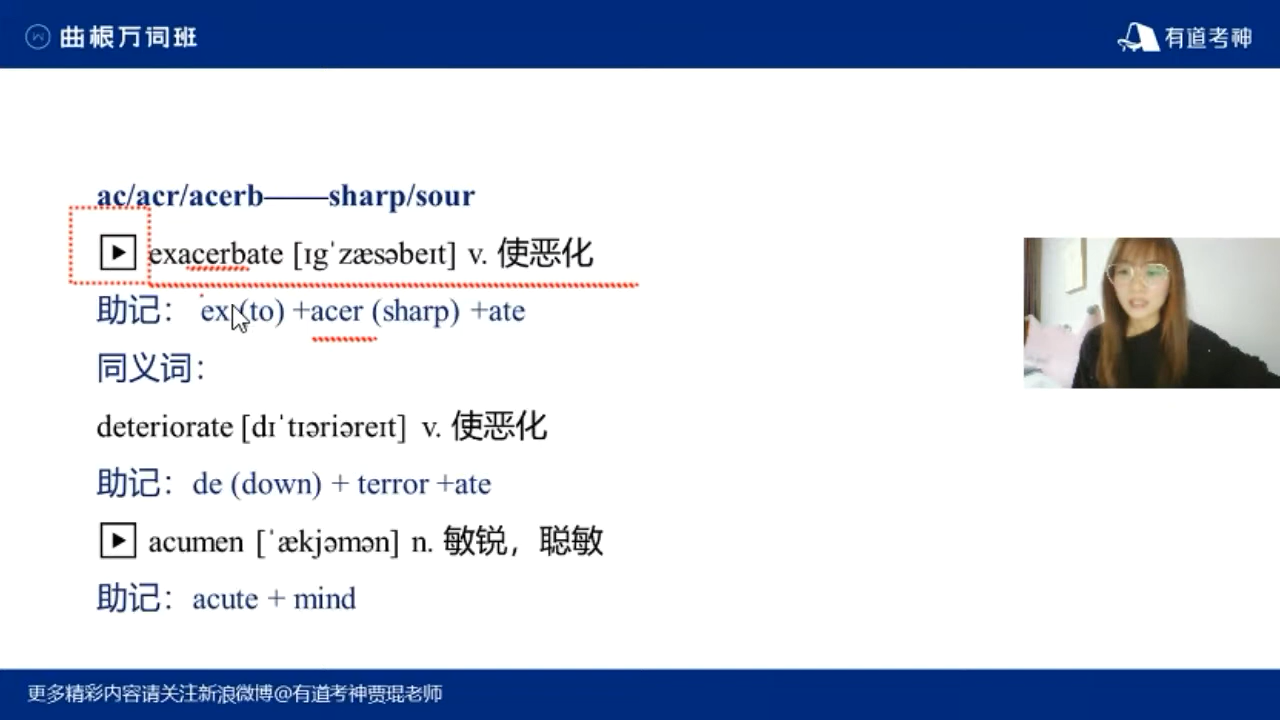 曲根万词班
有道考神
ac/acr/acerb——sharp/sour
exacerbate [ɪgˈzæsəbeɪt] v. 使恶化
助记： ex (to) +acer (sharp) +ate
同义词：
deteriorate [dɪˈtɪəriəreɪt] v. 使恶化
助记：de (down) + terror +ate
acumen [ˈækjəmən] n. 敏锐，聪敏
助记：acute + mind
更多精彩内容请关注新浪微博@有道考神贾琨老师